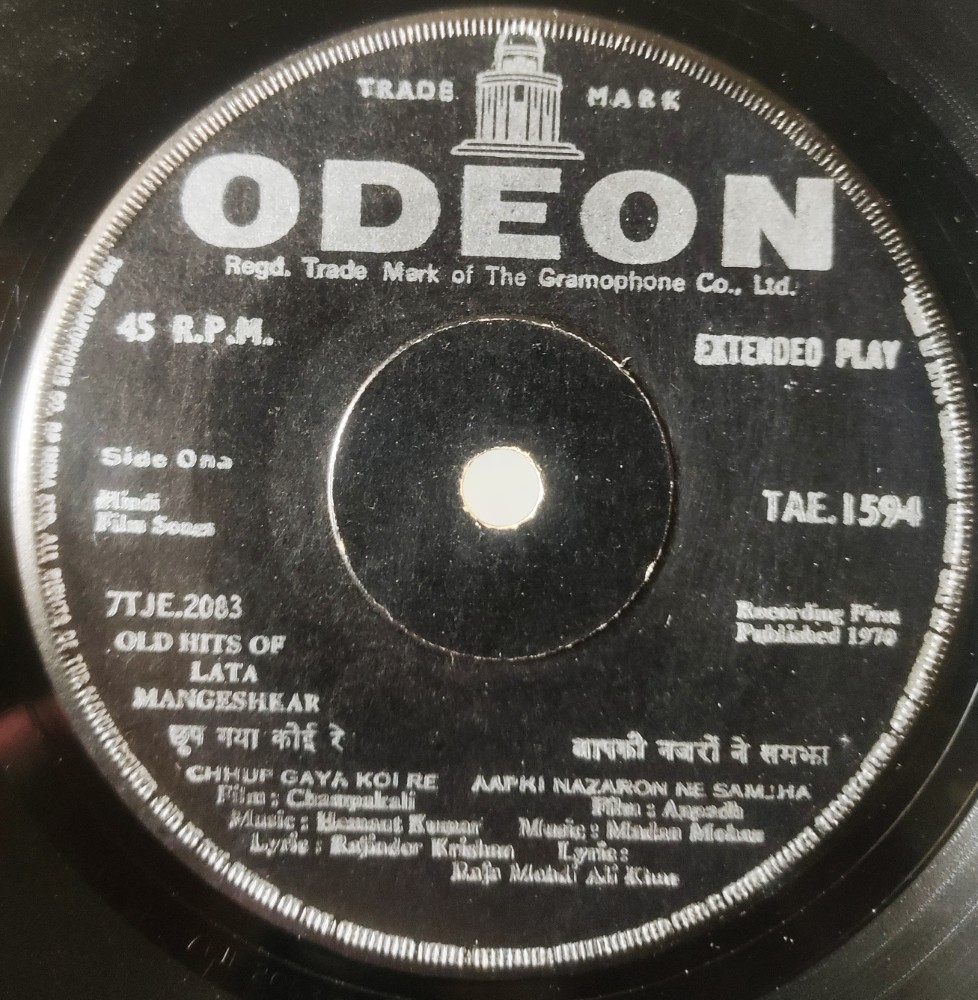 TRADE MARK
ODEON
Regd. Trade Mark of The Gramophone Co., Ltd.
45 R.P.M.
EXTENDED PLAY
Side One
Hindi
Film Songs
TAE.1594
7TJE.2083
Recording First
Published 1970
OLD HITS OF
LATA
MANGESHKAR
छुप गया कोई रे
CHHUP GAYA KOI RE
Film : Champakali
Music : Hemant Kumar
Lyric : Rajinder Krishan
आपकी नजरों ने समझा
AAPKI NAZARON NE SAMJHA
Film : Anpadh
Music : Madan Mohan
Lyric :
Raja Mehdi Ali Khan